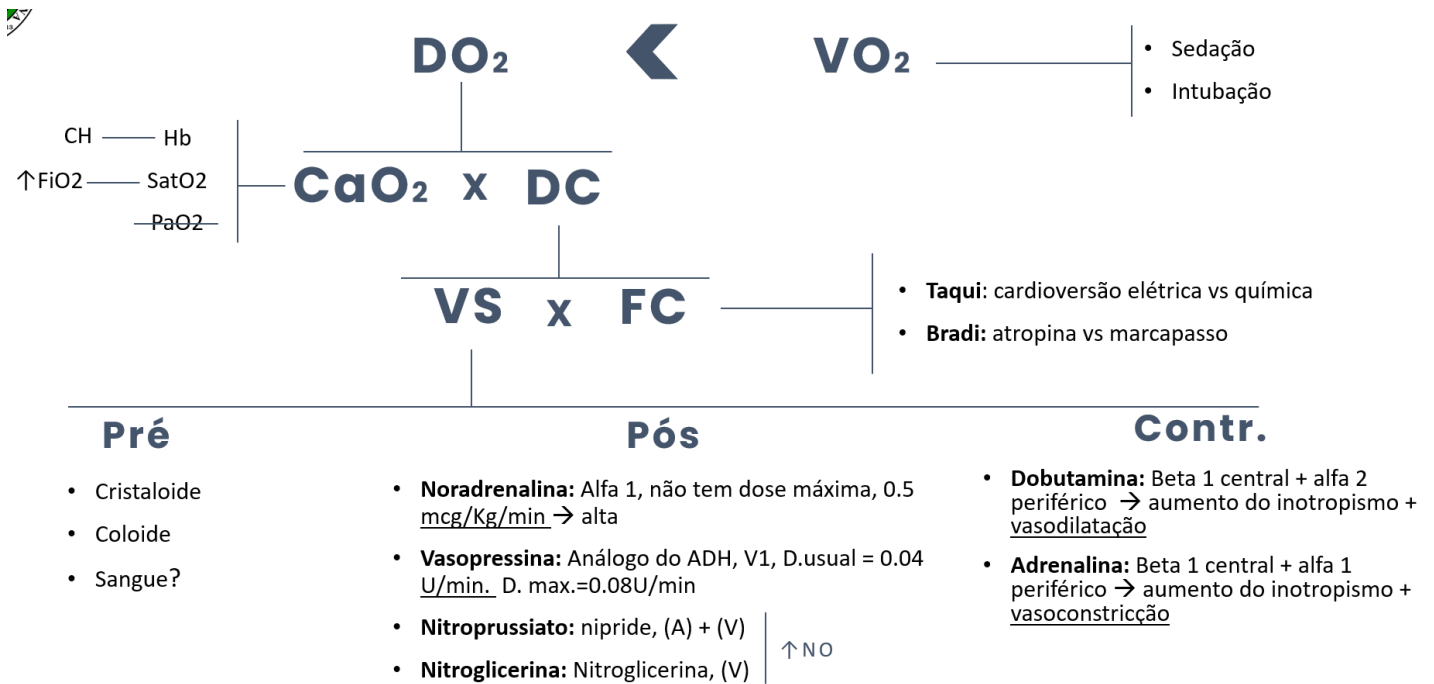 DO₂ < VO₂
• Sedação
• Intubação
CH Hb
↑FiO2 SatO2
PaO2
CaO₂ x DC
VS x FC
• Taqui: cardioversão elétrica vs química
• Bradi: atropina vs marcapasso
Pré
• Cristaloide
• Coloide
• Sangue?
Pós
• Noradrenalina: Alfa 1, não tem dose máxima, 0.5
mcg/Kg/min → alta
• Vasopressina: Análogo do ADH, V1, D.usual = 0.04
U/min. D. max.=0.08U/min
• Nitroprussiato: nipride, (A) + (V)
• Nitroglicerina: Nitroglicerina, (V)
↑NO
Contr.
• Dobutamina: Beta 1 central + alfa 2
periférico → aumento do inotropismo +
vasodilatação
• Adrenalina: Beta 1 central + alfa 1
periférico → aumento do inotropismo +
vasoconstricção